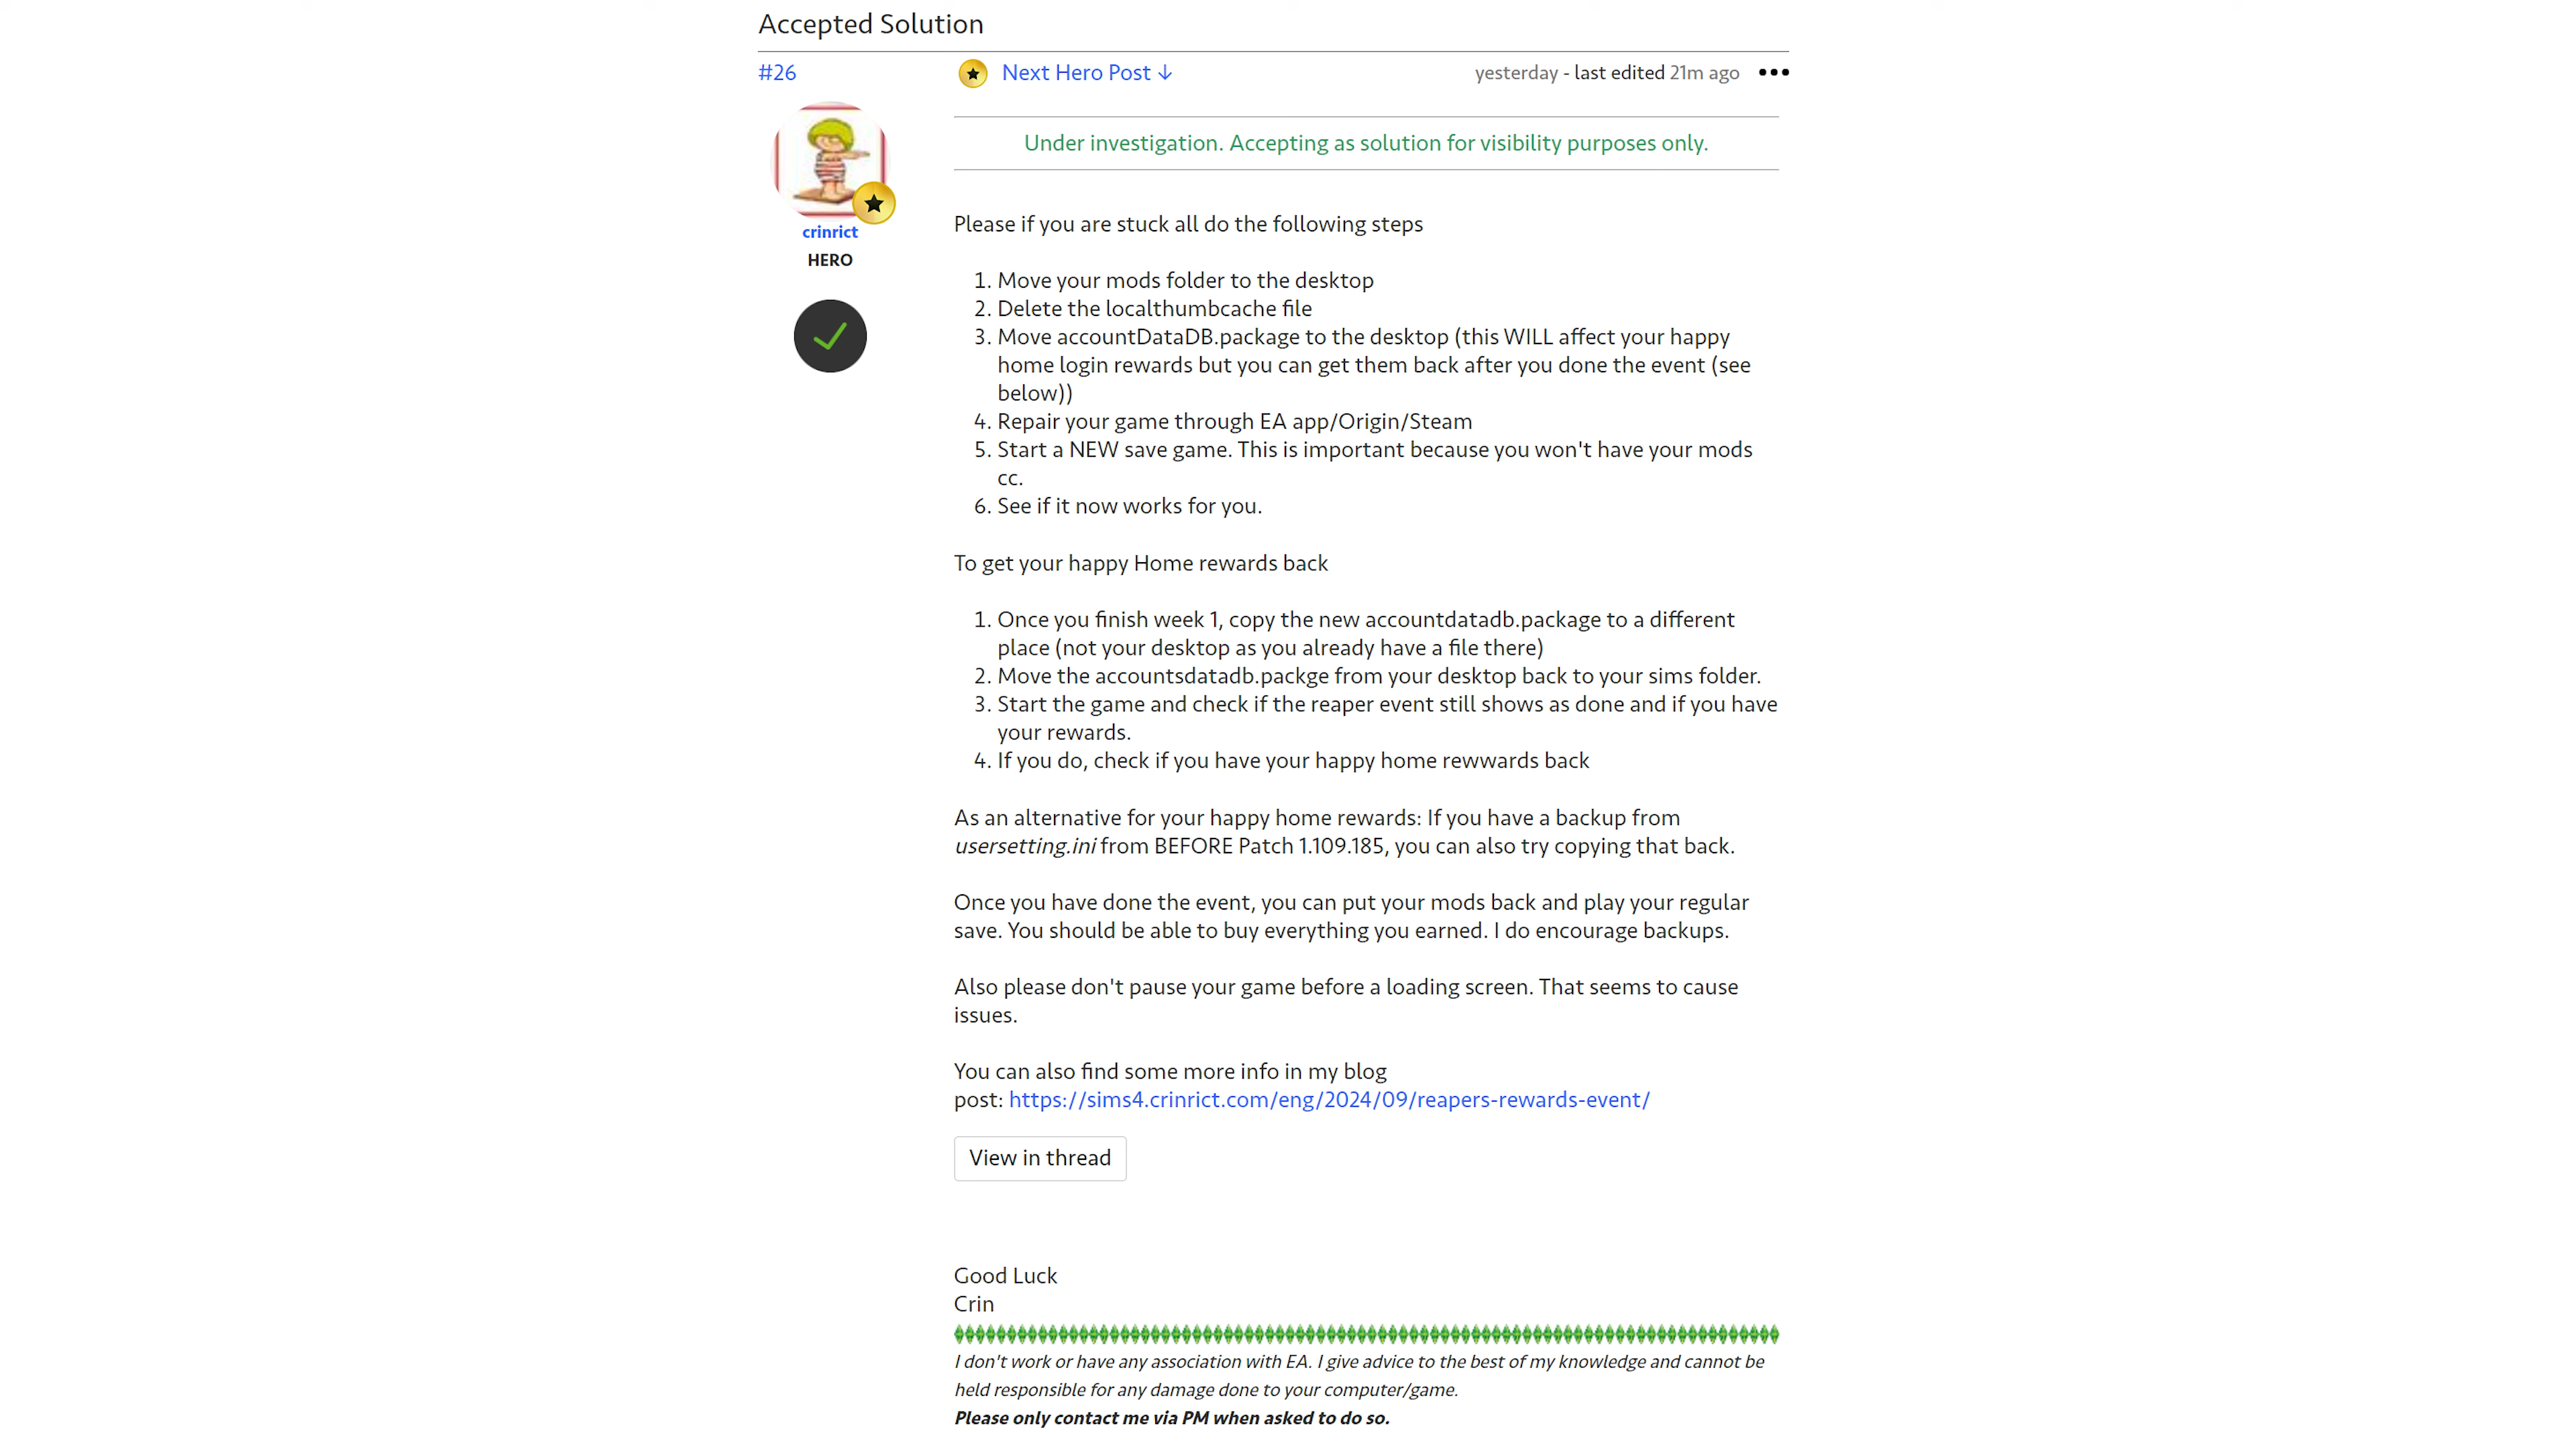 Accepted Solution
#26
Next Hero Post ↓
yesterday - last edited 21m ago
crinrict
HERO
Under investigation. Accepting as solution for visibility purposes only.
Please if you are stuck all do the following steps
1. Move your mods folder to the desktop
2. Delete the localthumbcache file
3. Move accountDataDB.package to the desktop (this WILL affect your happy
home login rewards but you can get them back after you done the event (see
below))
4. Repair your game through EA app/Origin/Steam
5. Start a NEW save game. This is important because you won't have your mods
cc.
6. See if it now works for you.
To get your happy Home rewards back
1. Once you finish week 1, copy the new accountdatadb.package to a different
place (not your desktop as you already have a file there)
2. Move the accountsdatadb.packge from your desktop back to your sims folder.
3. Start the game and check if the reaper event still shows as done and if you have
your rewards.
4. If you do, check if you have your happy home rewwards back
As an alternative for your happy home rewards: If you have a backup from
usersetting.ini from BEFORE Patch 1.109.185, you can also try copying that back.
Once you have done the event, you can put your mods back and play your regular
save. You should be able to buy everything you earned. I do encourage backups.
Also please don't pause your game before a loading screen. That seems to cause
issues.
You can also find some more info in my blog
post: https://sims4.crinrict.com/eng/2024/09/reapers-rewards-event/
View in thread
Good Luck
Crin
I don't work or have any association with EA. I give advice to the best of my knowledge and cannot be
held responsible for any damage done to your computer/game.
Please only contact me via PM when asked to do so.